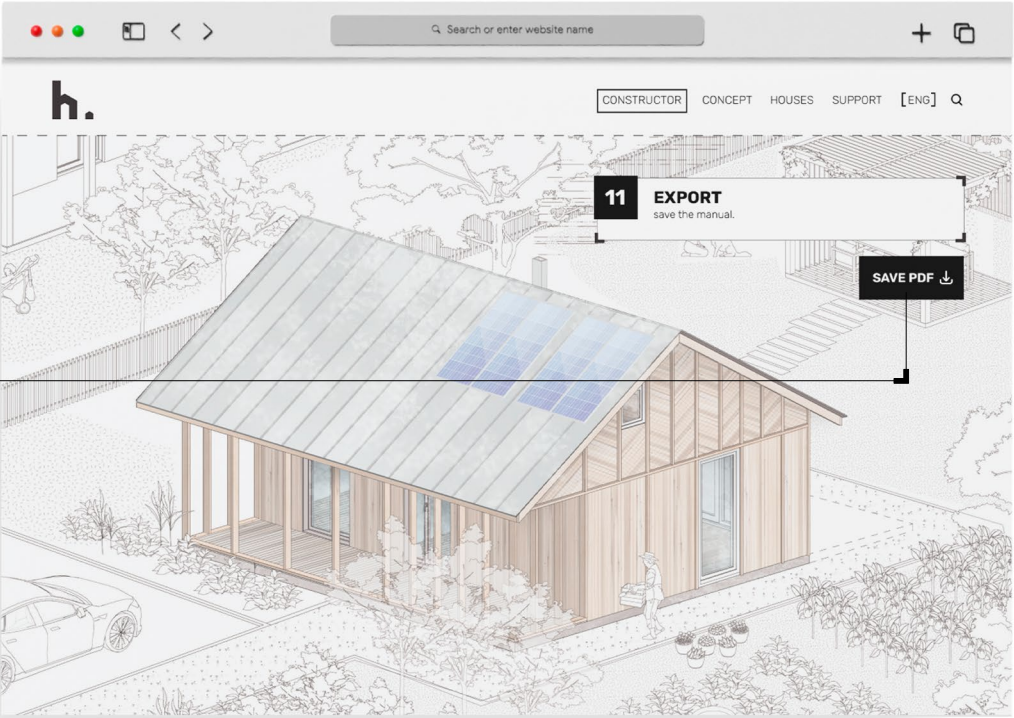 Search or enter website name
h.
CONSTRUCTOR CONCEPT HOUSES SUPPORT [ENG]
11 EXPORT
save the manual.
SAVE PDF